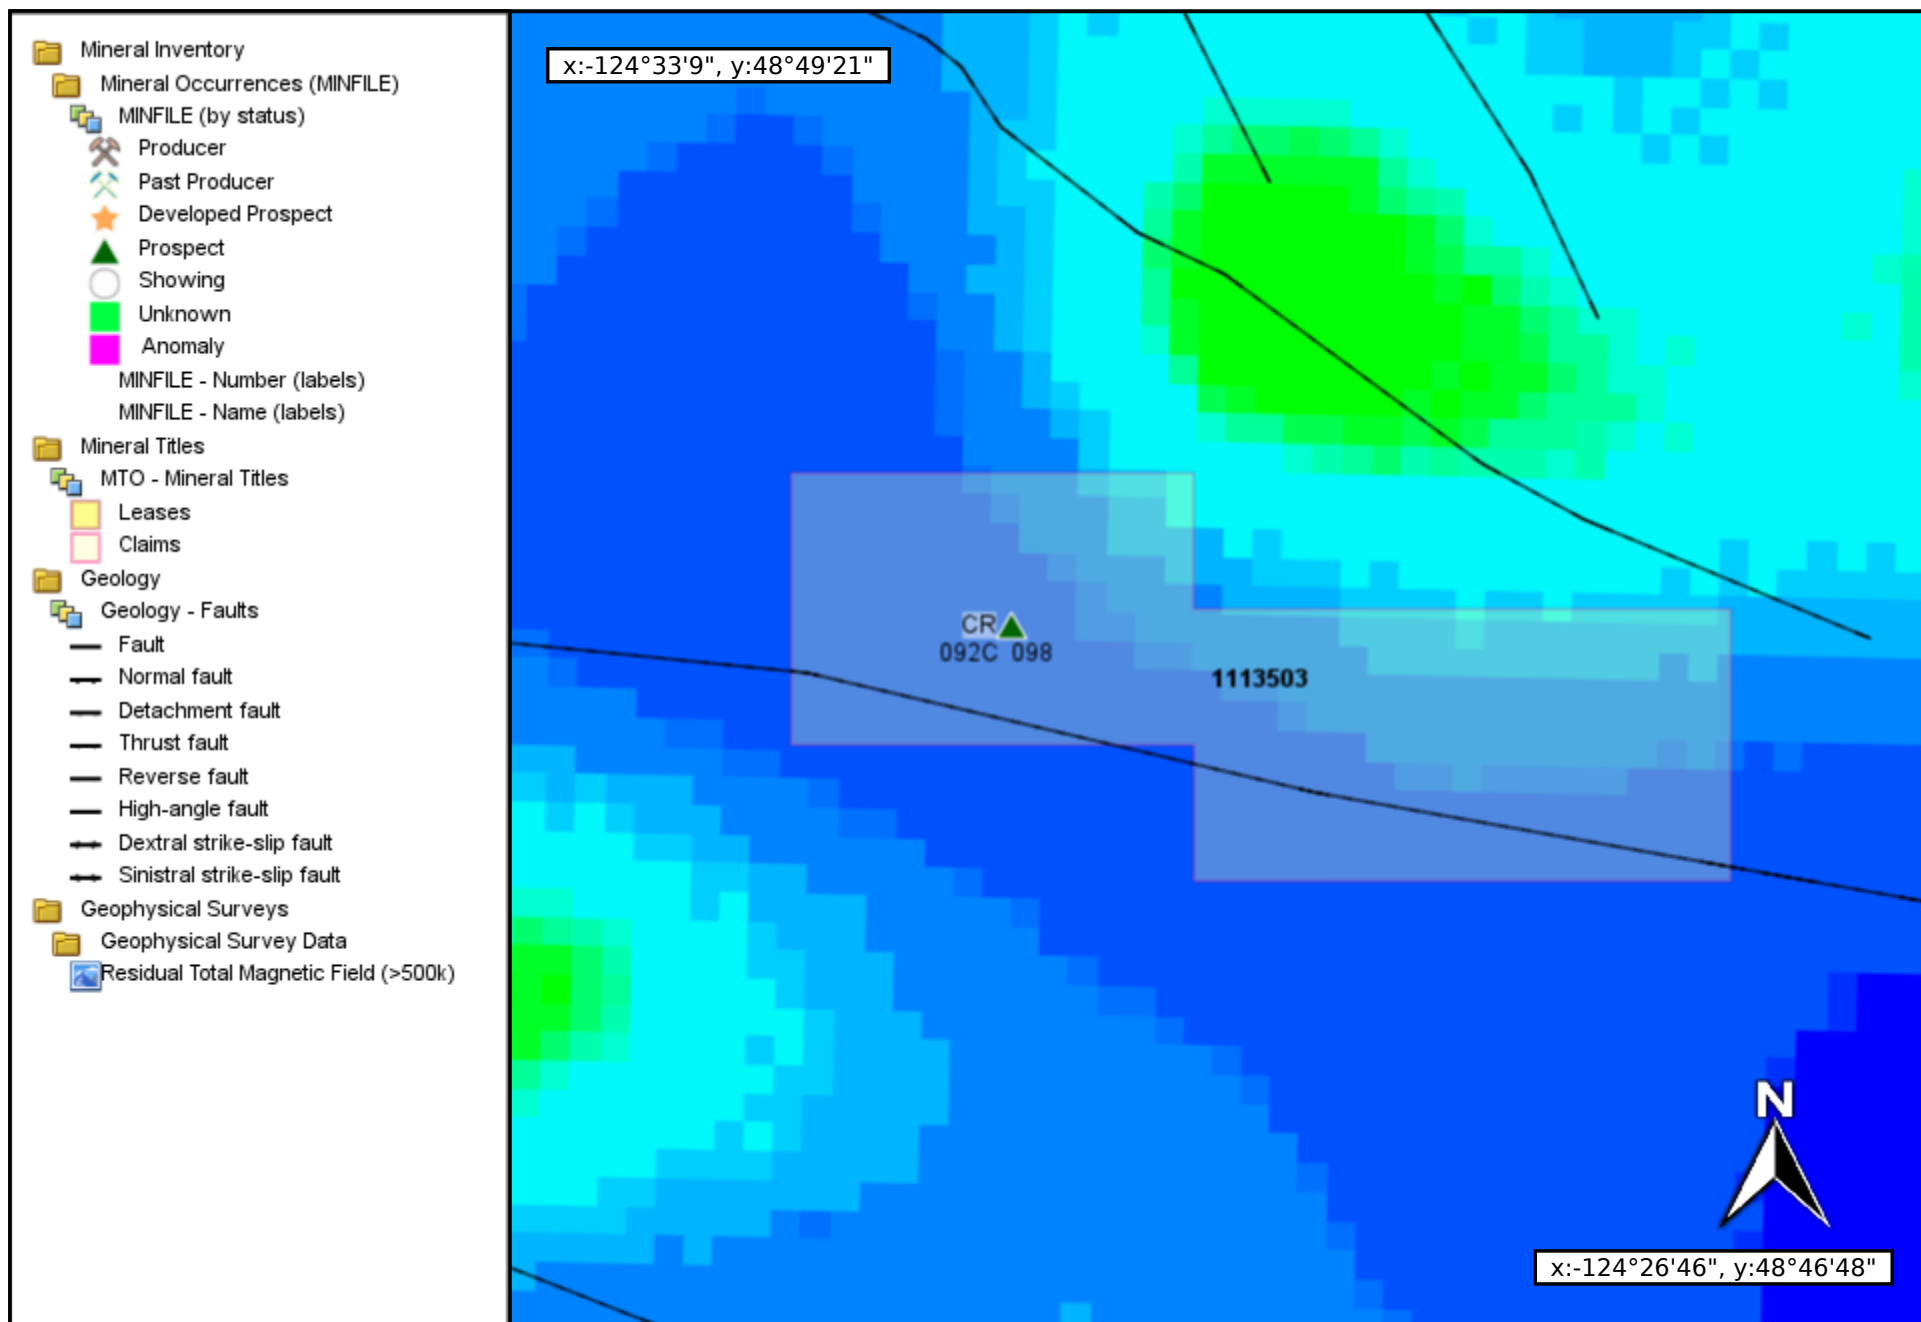 Mineral Inventory
Mineral Occurrences (MINFILE)
MINFILE (by status)
Producer
Past Producer
Developed Prospect
Prospect
Showing
Unknown
Anomaly
MINFILE - Number (labels)
MINFILE - Name (labels)
Mineral Titles
MTO - Mineral Titles
Leases
Claims
Geology
Geology - Faults
Fault
Normal fault
Detachment fault
Thrust fault
Reverse fault
High-angle fault
Dextral strike-slip fault
Sinistral strike-slip fault
Geophysical Surveys
Geophysical Survey Data
Residual Total Magnetic Field (>500k)
x:-124°33'9", y:48°49'21"
CR
092C 098
1113503
N
x:-124°26'46", y:48°46'48"